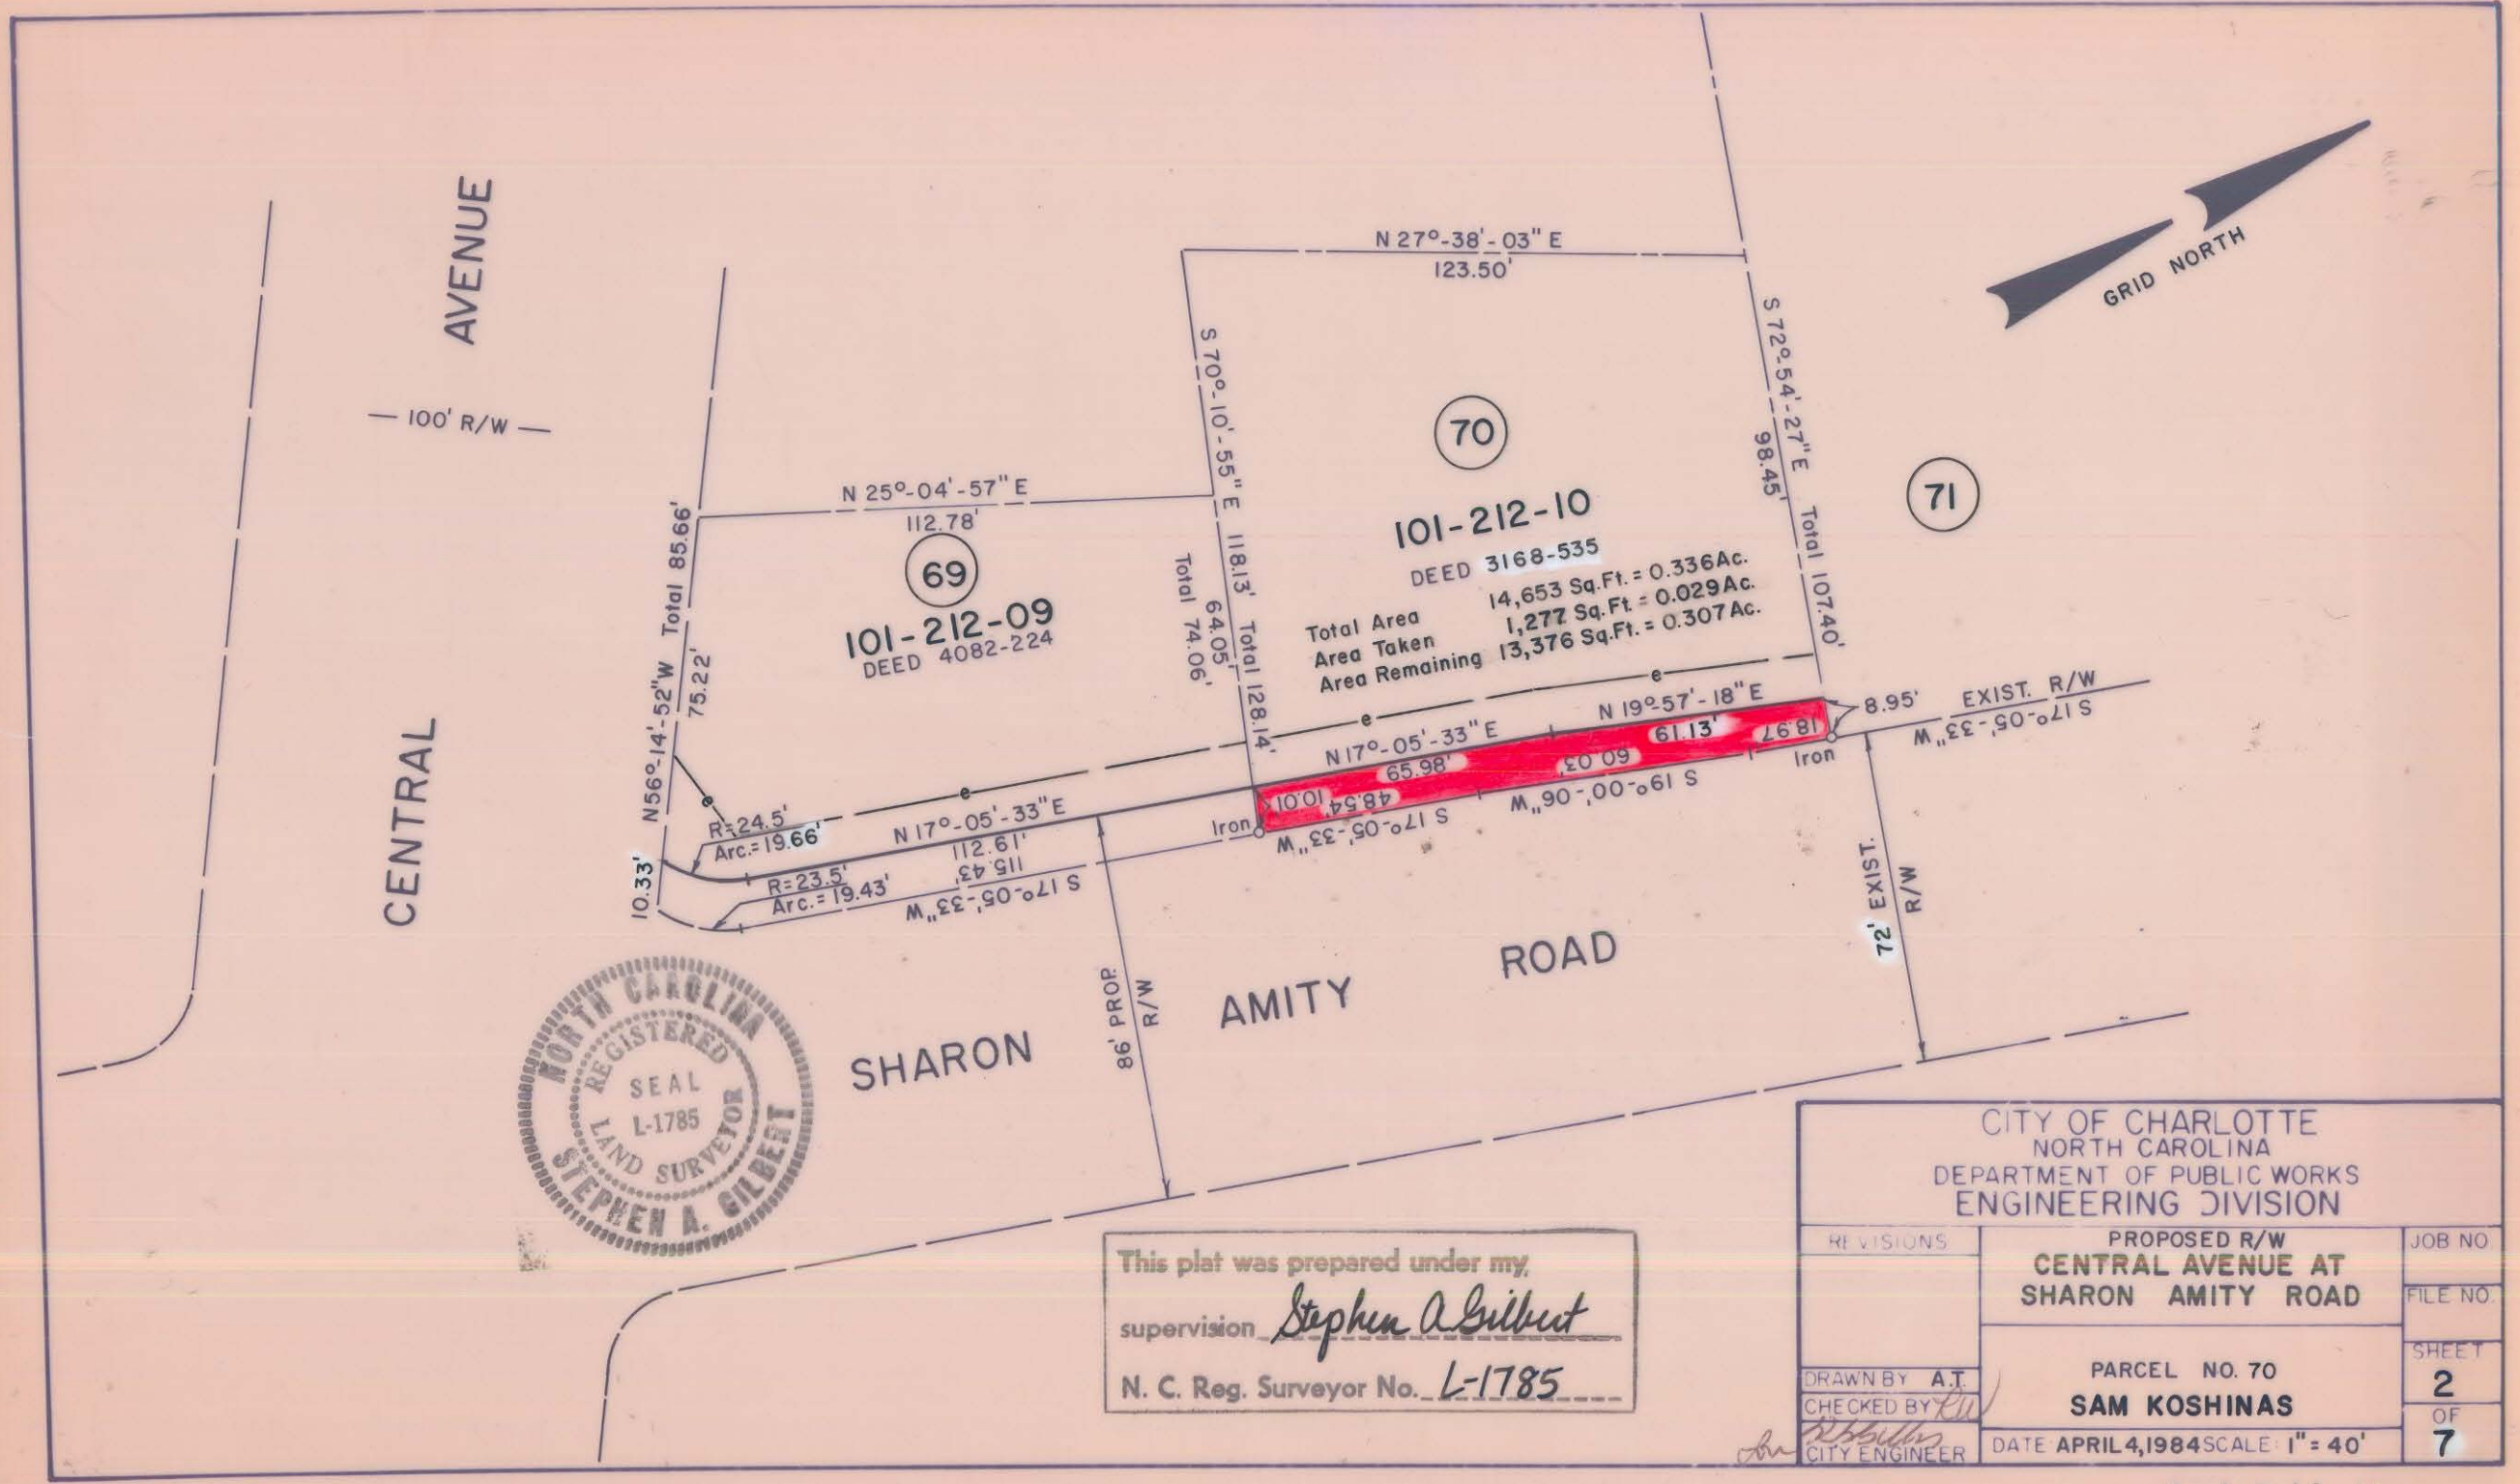 AVENUE
100' R/W
CENTRAL
N 27°-38'-03" E
123.50'
GRID NORTH
S 70°-10'-55" E 118.13' Total 128.14'
64.05'
Total 74.06'
S 72°-54'-27" E Total 107.40'
98.45'
70
101-212-10
DEED 3168-535
Total Area 14,653 Sq.Ft. = 0.336 Ac.
Area Taken 1,277 Sq.Ft. = 0.029 Ac.
Area Remaining 13,376 Sq.Ft. = 0.307 Ac.
71
N 25°-04'-57" E
112.78'
69
101-212-09
DEED 4082-224
N56°-14'-52"W Total 85.66'
75.22'
10.33'
e
e
e
e
R=24.5'
Arc.=19.66'
N 17°-05'-33" E
112.61'
115.43'
S 17°-05'-33" W
R=23.5'
Arc.=19.43'
N 17°-05'-33" E
65.98'
N 19°-57'-18" E
61.13'
18.97
60.03'
48.54'
10.01
8.95'
Iron
Iron
S 17°-05'-33" W
S 19°-00'-06" W
EXIST. R/W
S 17°-05'-33" W
72' EXIST.
R/W
86' PROP.
R/W
SHARON AMITY ROAD
NORTH CAROLINA
REGISTERED
SEAL
L-1785
LAND SURVEYOR
STEPHEN A. GILBERT
This plat was prepared under my
supervision Stephen A Gilbert
N. C. Reg. Surveyor No. L-1785
CITY OF CHARLOTTE
NORTH CAROLINA
DEPARTMENT OF PUBLIC WORKS
ENGINEERING DIVISION
REVISIONS
PROPOSED R/W
CENTRAL AVENUE AT
SHARON AMITY ROAD
JOB NO
FILE NO.
PARCEL NO. 70
SAM KOSHINAS
SHEET
2
OF
7
DRAWN BY A.T.
CHECKED BY
CITY ENGINEER
DATE APRIL 4, 1984 SCALE 1" = 40'